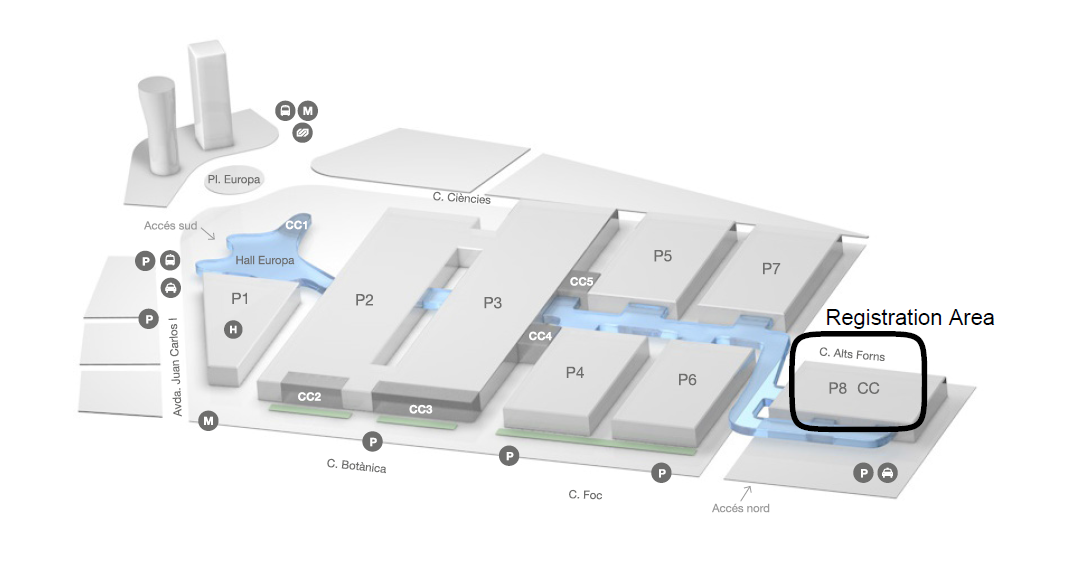 M
Pl. Europa
C. Ciències
Accés sud
CC1
Hall Europa
P
P
P1
H
Avda. Juan Carlos I
M
P2
P3
CC5
P5
P7
CC4
P4
P6
CC2
CC3
Registration Area
C. Alts Forns
P8 CC
P
P
P
P
C. Botànica
C. Foc
Accés nord